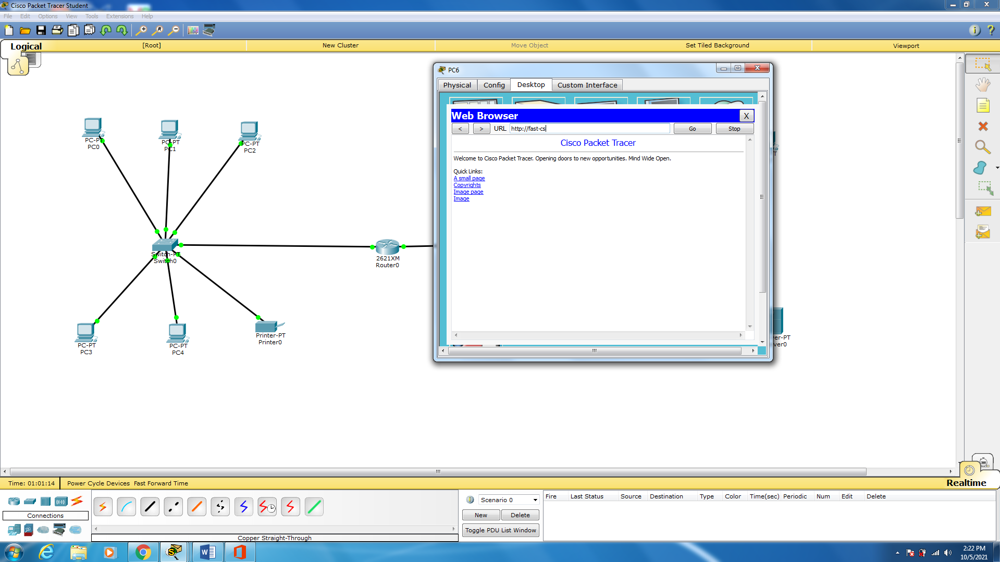 Cisco Packet Tracer Student
File Edit Options View Tools Extensions Help
Logical [Root] New Cluster Move Object Set Tiled Background Viewport
PC6
Physical Config Desktop Custom Interface
Web Browser X
< > URL http://fast-cs Go Stop
Cisco Packet Tracer
Welcome to Cisco Packet Tracer. Opening doors to new opportunities. Mind Wide Open.
Quick Links:
A small page
Copyrights
Image page
Image
PC-PT
PC0
PC-PT
PC1
PC-PT
PC2
Switch-PT
Switch0
2621XM
Router0
PC-PT
PC3
PC-PT
PC4
Printer-PT
Printer0
ver-PT
ver0
Time: 01:01:14 Power Cycle Devices Fast Forward Time Realtime
Connections
Copper Straight-Through
Scenario 0
New Delete
Toggle PDU List Window
Fire Last Status Source Destination Type Color Time(sec) Periodic Num Edit Delete
2:22 PM
10/5/2021